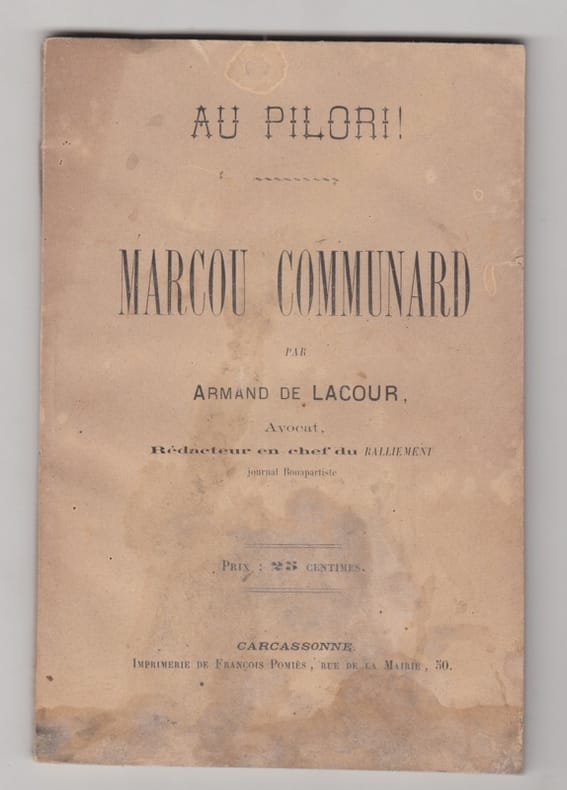 AU PILORI!
MARCOU COMMUNARD
PAR
ARMAND DE LACOUR,
Avocat,
Rédacteur en chef du RALLIEMENT
journal Bonapartiste
PRIX : 25 CENTIMES.
CARCASSONNE.
IMPRIMERIE DE FRANÇOIS POMIÈS, RUE DE LA MAIRIE, 50.